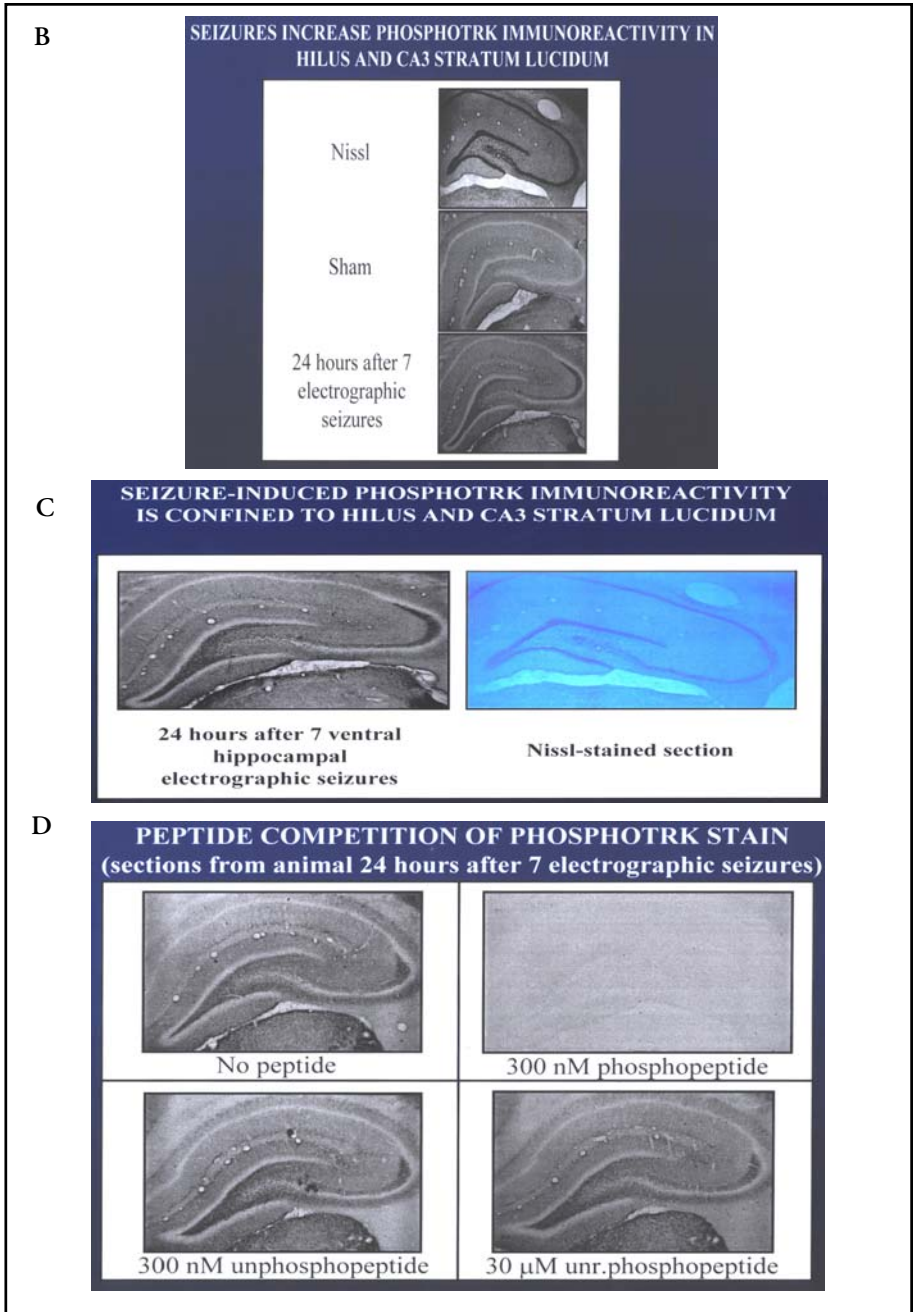 B
SEIZURES INCREASE PHOSPHOTRK IMMUNOREACTIVITY IN
HILUS AND CA3 STRATUM LUCIDUM
Nissl
Sham
24 hours after 7
electrographic
seizures
C
SEIZURE-INDUCED PHOSPHOTRK IMMUNOREACTIVITY
IS CONFINED TO HILUS AND CA3 STRATUM LUCIDUM
24 hours after 7 ventral
hippocampal
electrographic seizures
Nissl-stained section
D
PEPTIDE COMPETITION OF PHOSPHOTRK STAIN
(sections from animal 24 hours after 7 electrographic seizures)
No peptide
300 nM phosphopeptide
300 nM unphosphopeptide
30 µM unr.phosphopeptide